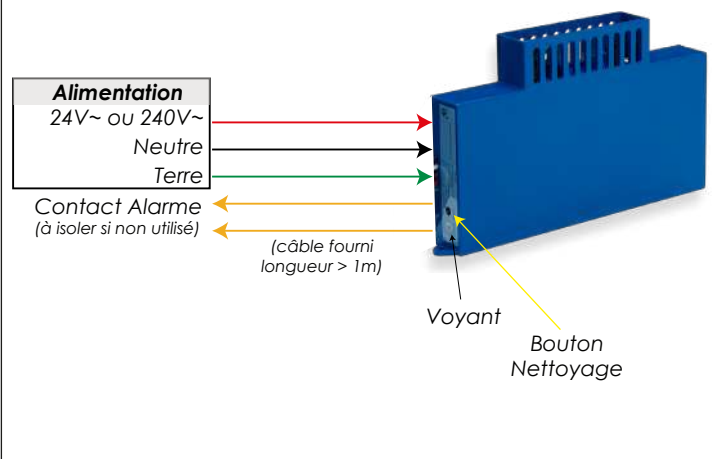 Alimentation
24V~ ou 240V~
Neutre
Terre
Contact Alarme
(à isoler si non utilisé)
(câble fourni
longueur > 1m)
Voyant
Bouton
Nettoyage